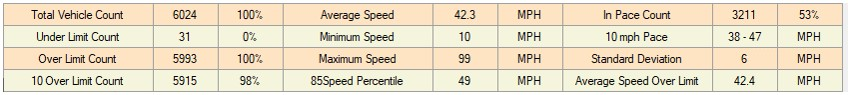 Total Vehicle Count 6024 100% Average Speed 42.3 MPH In Pace Count 3211 53%
Under Limit Count 31 0% Minimum Speed 10 MPH 10 mph Pace 38 - 47 MPH
Over Limit Count 5993 100% Maximum Speed 99 MPH Standard Deviation 6 MPH
10 Over Limit Count 5915 98% 85Speed Percentile 49 MPH Average Speed Over Limit 42.4 MPH